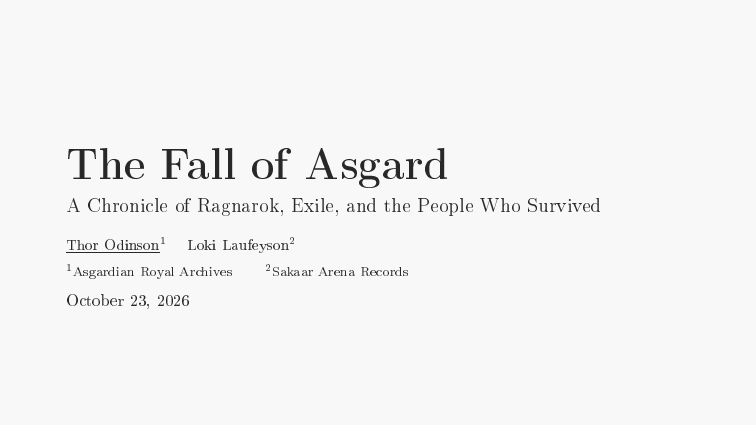 The Fall of Asgard
A Chronicle of Ragnarok, Exile, and the People Who Survived
Thor Odinson¹ Loki Laufeyson²
¹Asgardian Royal Archives ²Sakaar Arena Records
October 23, 2026